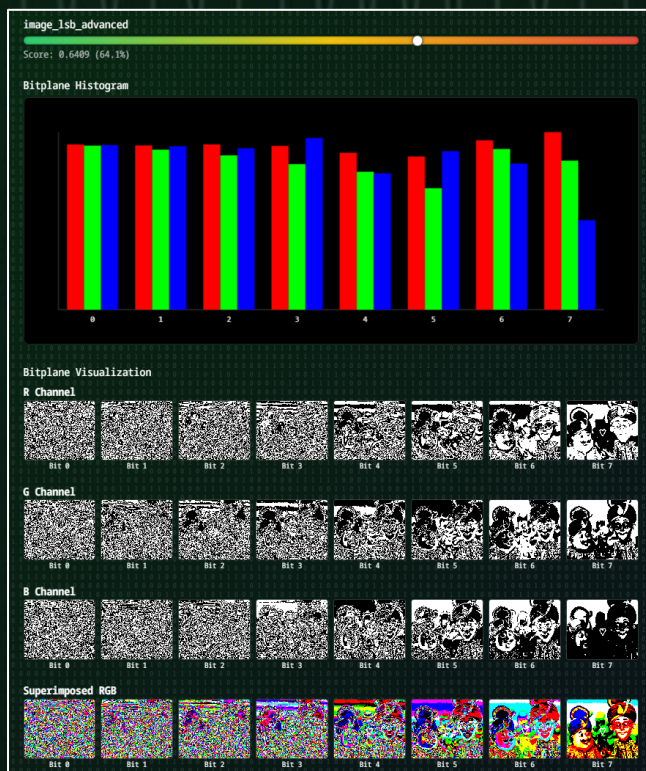 image_lsb_advanced
Score: 0.6409 (64.1%)
Bitplane Histogram
0 1 2 3 4 5 6 7
Bitplane Visualization
R Channel
Bit 0 Bit 1 Bit 2 Bit 3 Bit 4 Bit 5 Bit 6 Bit 7
G Channel
Bit 0 Bit 1 Bit 2 Bit 3 Bit 4 Bit 5 Bit 6 Bit 7
B Channel
Bit 0 Bit 1 Bit 2 Bit 3 Bit 4 Bit 5 Bit 6 Bit 7
Superimposed RGB
Bit 0 Bit 1 Bit 2 Bit 3 Bit 4 Bit 5 Bit 6 Bit 7